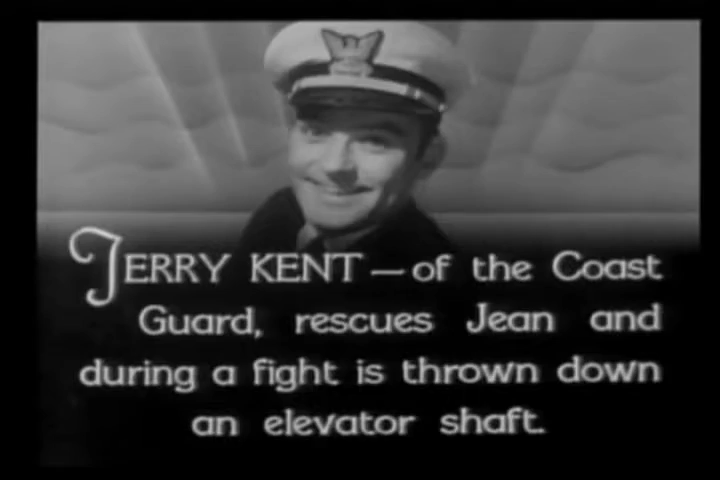 JERRY KENT — of the Coast
Guard, rescues Jean and
during a fight is thrown down
an elevator shaft.